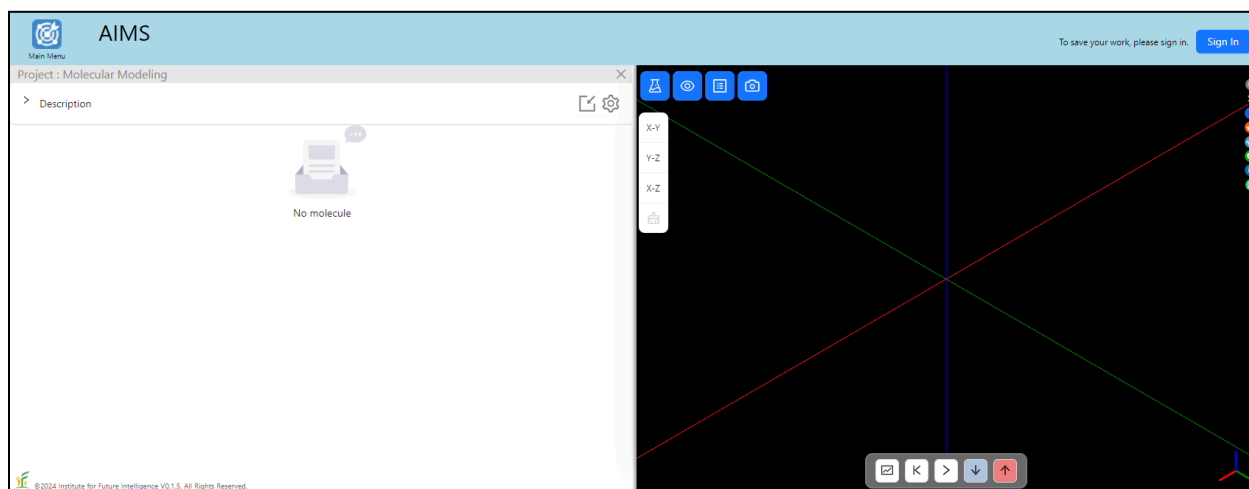 AIMS
Main Menu
To save your work, please sign in.
Sign In
Project : Molecular Modeling
Description
No molecule
X-Y
Y-Z
X-Z
©2024 Institute for Future Intelligence V0.1.5. All Rights Reserved.